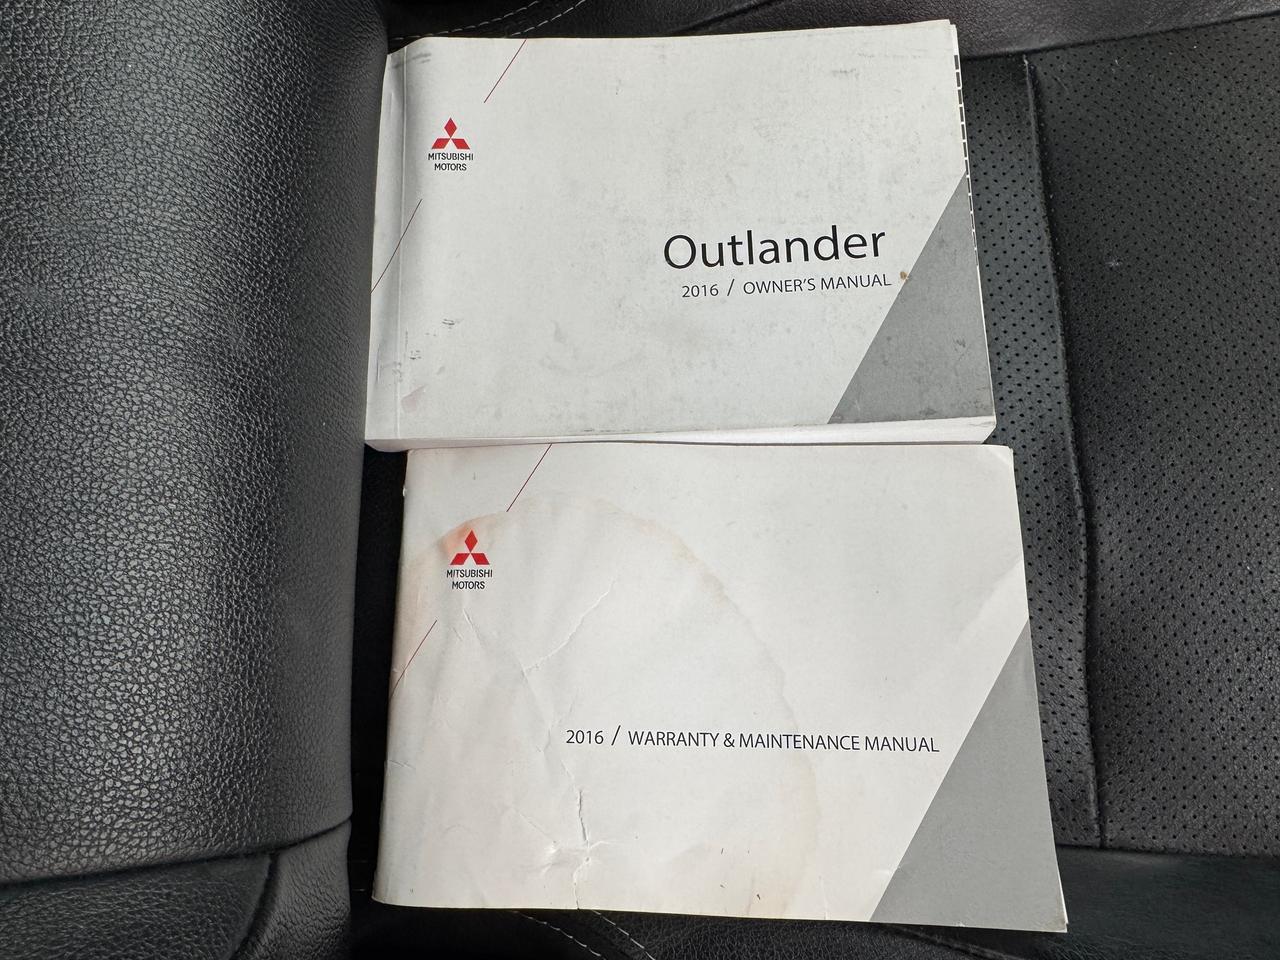 MITSUBISHI
MOTORS
Outlander
2016 / OWNER'S MANUAL
MITSUBISHI
MOTORS
2016 / WARRANTY & MAINTENANCE MANUAL